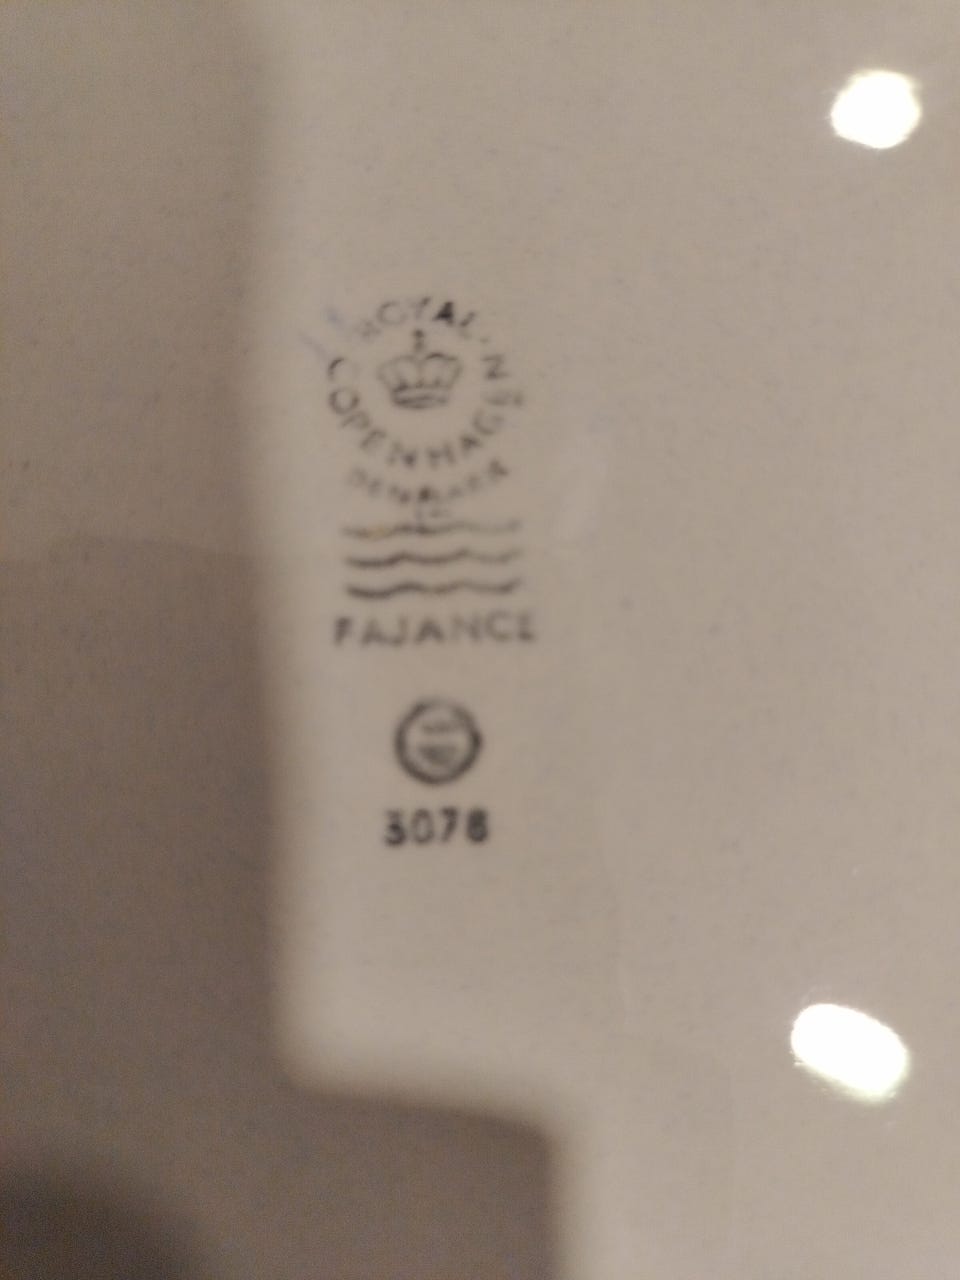 ROYAL
COPENHAGEN
DENMARK
FAJANCE
3078